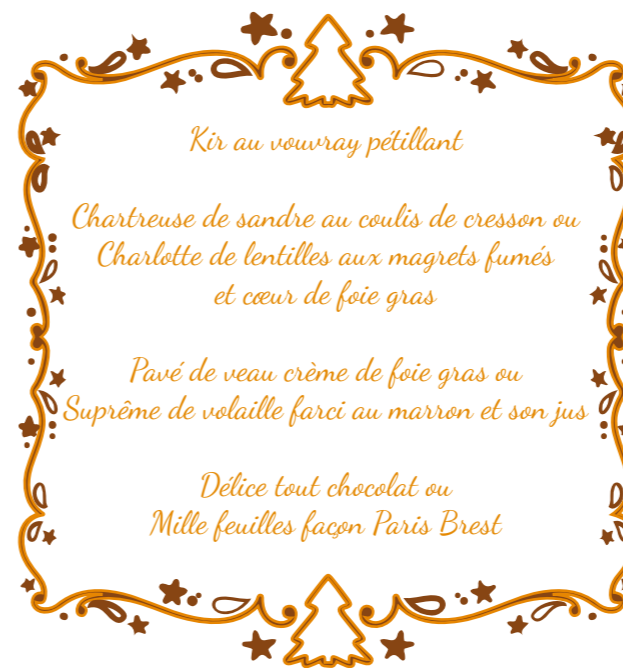 Kir au vouvray pétillant
Chartreuse de sandre au coulis de cresson ou
Charlotte de lentilles aux magrets fumés
et cœur de foie gras
Pavé de veau crème de foie gras ou
Suprême de volaille farci au marron et son jus
Délice tout chocolat ou
Mille feuilles façon Paris Brest